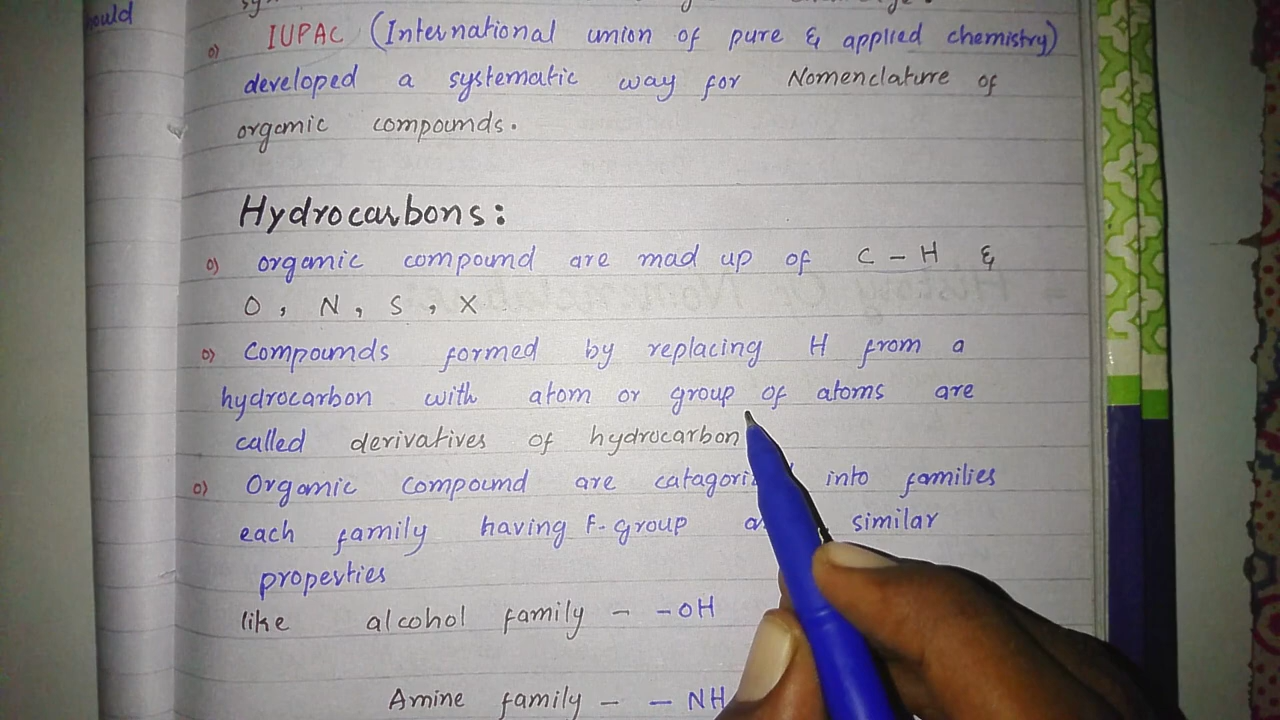 ould
IUPAC (International union of pure & applied chemistry)
developed a systematic way for Nomenclature of
organic compounds.
Hydrocarbons:
organic compound are mad up of C - H &
O, N, S, X
Compounds formed by replacing H from a
hydrocarbon with atom or group of atoms are
called derivatives of hydrocarbon
Organic compound are catagori into families
each family having F-group similar
properties
like alcohol family - -OH
Amine family - - NH